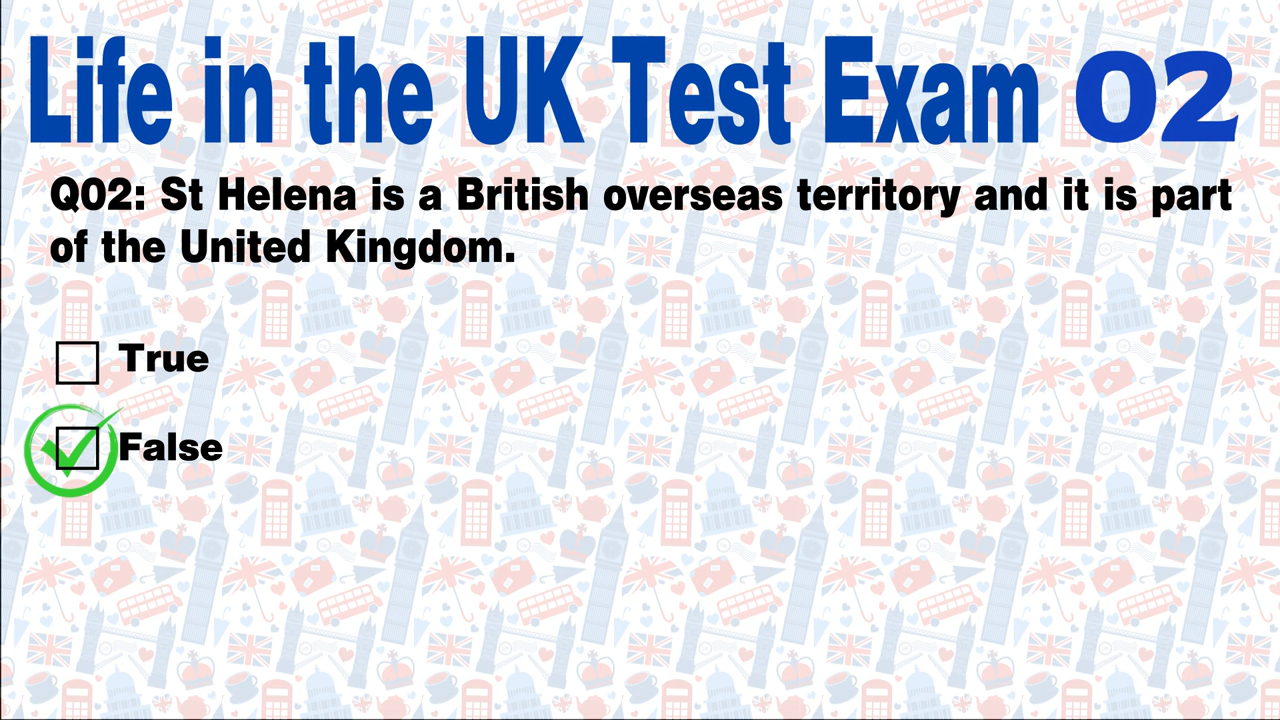 Life in the UK Test Exam 02
Q02: St Helena is a British overseas territory and it is part
of the United Kingdom.
True
False